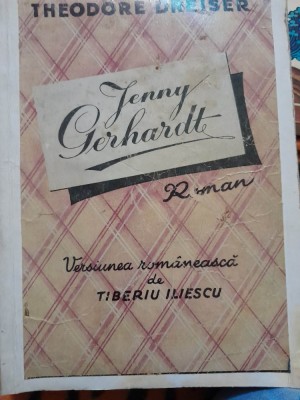 THEODORE DREISER
Jenny
Gerhardt
Roman
Versiunea românească
de
TIBERIU ILIESCU